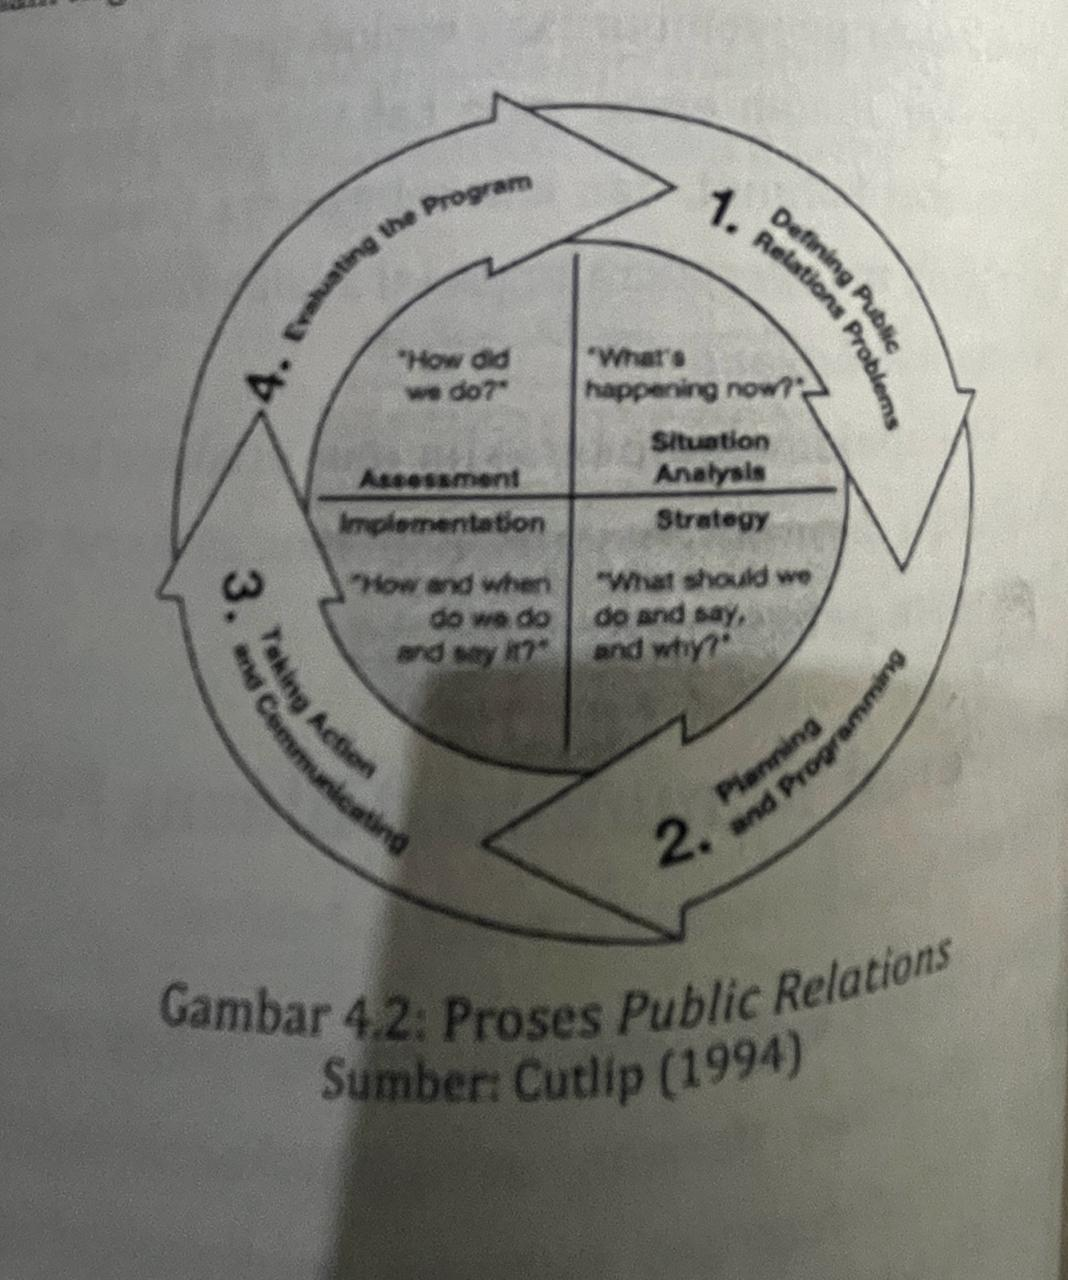 1. Defining Public
Relations Problems
2. Planning
and Programming
3. Taking Action
and Communicating
4. Evaluating the Program
"How did
we do?"
Assessment
"What's
happening now?"
Situation
Analysis
Implementation
"How and when
do we do
and say it?"
Strategy
"What should we
do and say,
and why?"
Gambar 4.2: Proses Public Relations
Sumber: Cutlip (1994)